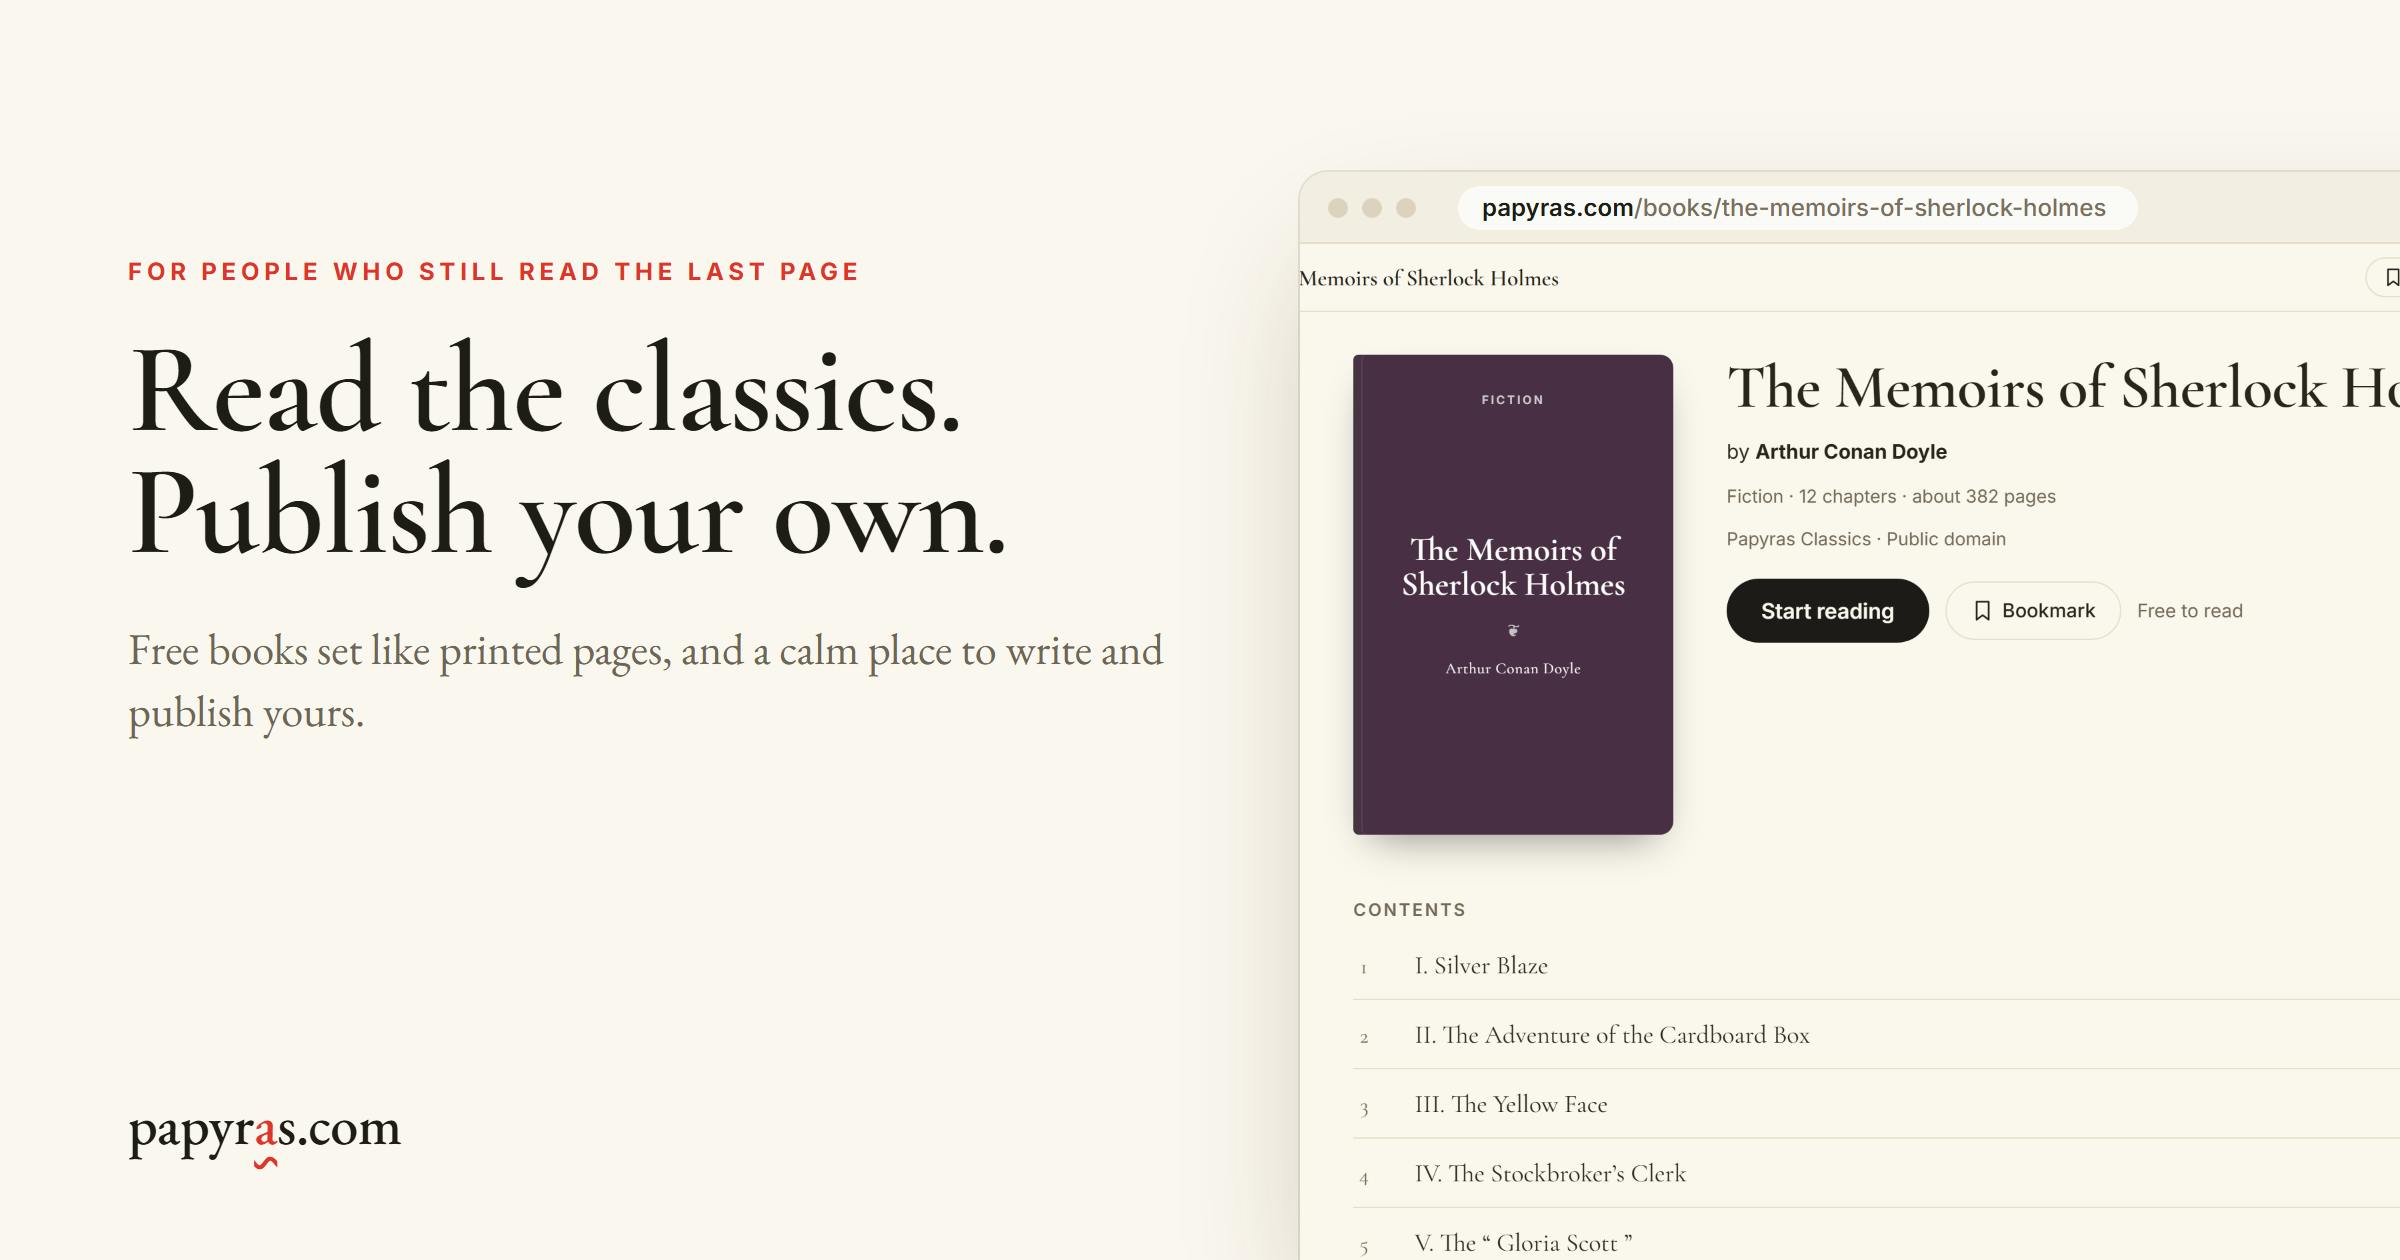 FOR PEOPLE WHO STILL READ THE LAST PAGE
Read the classics.
Publish your own.
Free books set like printed pages, and a calm place to write and
publish yours.
papyras.com
papyras.com/books/the-memoirs-of-sherlock-holmes
Memoirs of Sherlock Holmes
FICTION
The Memoirs of
Sherlock Holmes
Arthur Conan Doyle
The Memoirs of Sherlock Ho
by Arthur Conan Doyle
Fiction · 12 chapters · about 382 pages
Papyras Classics · Public domain
Start reading
Bookmark
Free to read
CONTENTS
1 I. Silver Blaze
2 II. The Adventure of the Cardboard Box
3 III. The Yellow Face
4 IV. The Stockbroker’s Clerk
5 V. The “ Gloria Scott ”